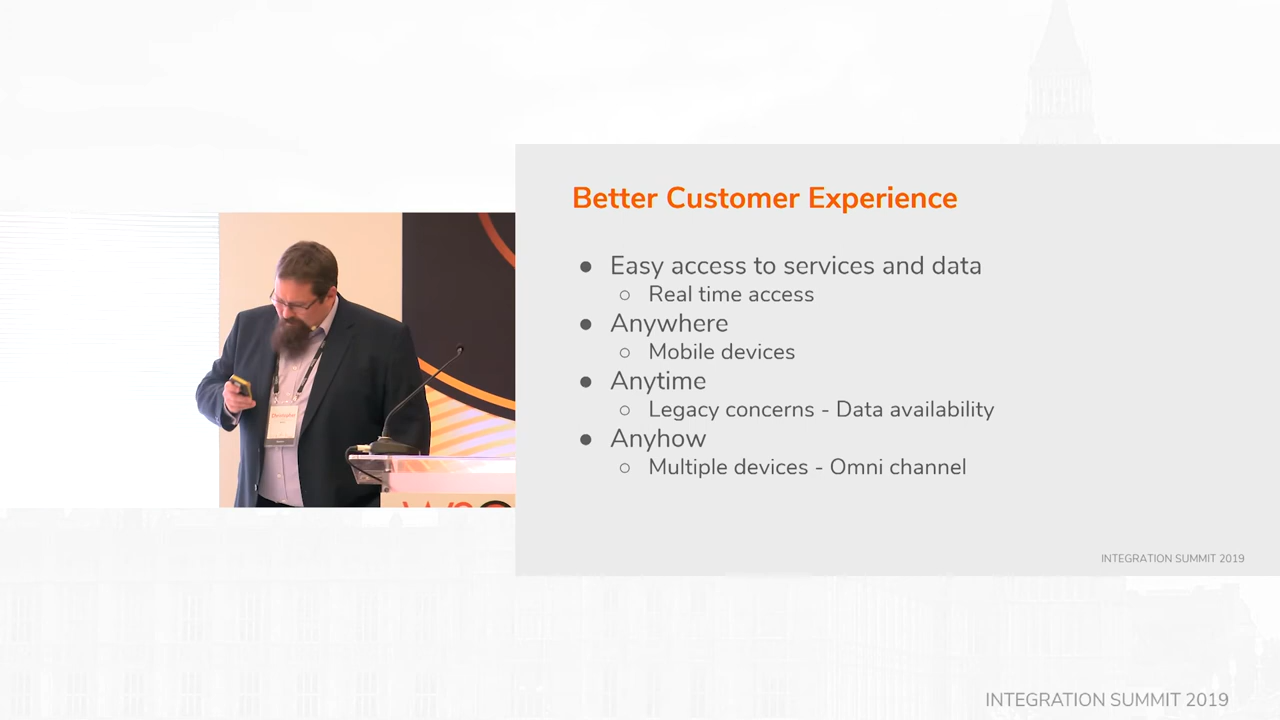 Better Customer Experience
● Easy access to services and data
○ Real time access
● Anywhere
○ Mobile devices
● Anytime
○ Legacy concerns - Data availability
● Anyhow
○ Multiple devices - Omni channel
INTEGRATION SUMMIT 2019
INTEGRATION SUMMIT 2019